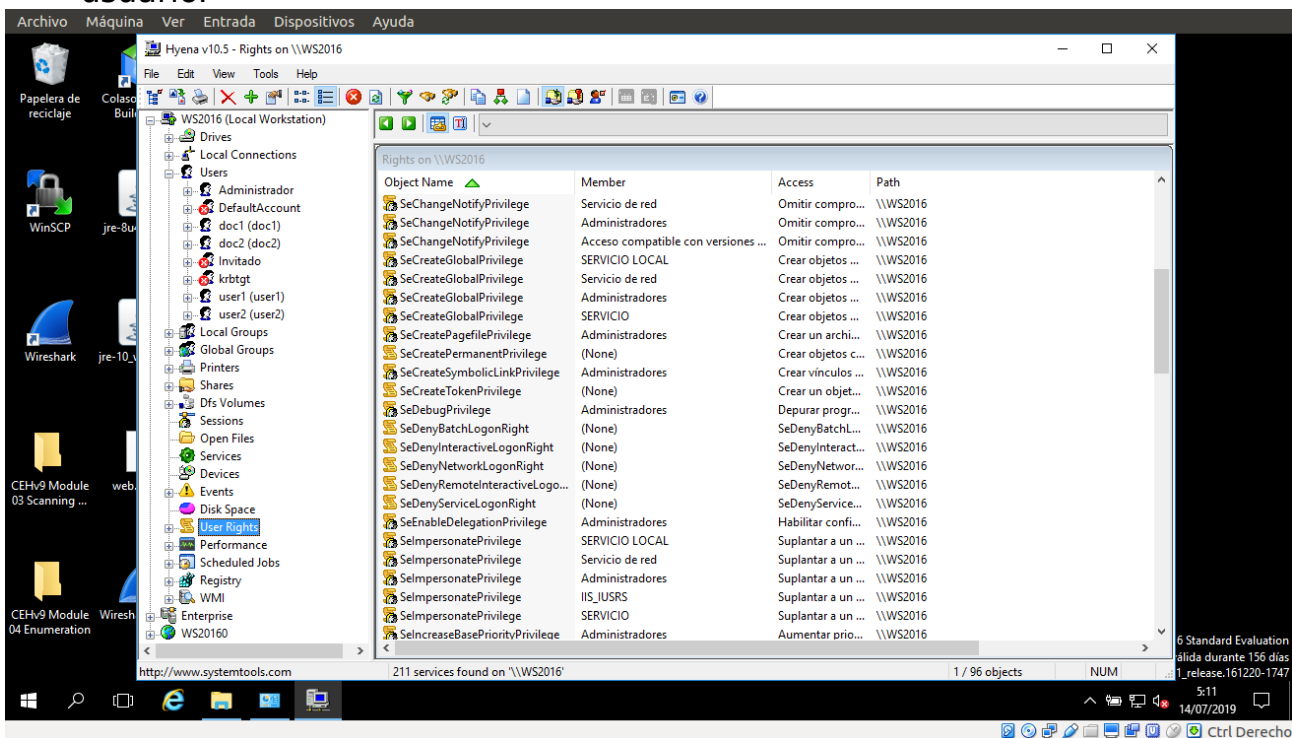 usuario.
Archivo Máquina Ver Entrada Dispositivos Ayuda
Hyena v10.5 - Rights on \\WS2016
File Edit View Tools Help
Papelera de reciclaje
Colaso
Buil
WinSCP
jre-8u
Wireshark
jre-10_
CEHv9 Module
03 Scanning ...
web.
CEHv9 Module
04 Enumeration
Wiresh
WS2016 (Local Workstation)
Drives
Local Connections
Users
Administrador
DefaultAccount
doc1 (doc1)
doc2 (doc2)
Invitado
krbtgt
user1 (user1)
user2 (user2)
Local Groups
Global Groups
Printers
Shares
Dfs Volumes
Sessions
Open Files
Services
Devices
Events
Disk Space
User Rights
Performance
Scheduled Jobs
Registry
WMI
Enterprise
WS20160
Rights on \\WS2016
Object Name Member Access Path
SeChangeNotifyPrivilege Servicio de red Omitir compro... \\WS2016
SeChangeNotifyPrivilege Administradores Omitir compro... \\WS2016
SeChangeNotifyPrivilege Acceso compatible con versiones ... Omitir compro... \\WS2016
SeCreateGlobalPrivilege SERVICIO LOCAL Crear objetos ... \\WS2016
SeCreateGlobalPrivilege Servicio de red Crear objetos ... \\WS2016
SeCreateGlobalPrivilege Administradores Crear objetos ... \\WS2016
SeCreateGlobalPrivilege SERVICIO Crear objetos ... \\WS2016
SeCreatePagefilePrivilege Administradores Crear un archi... \\WS2016
SeCreatePermanentPrivilege (None) Crear objetos c... \\WS2016
SeCreateSymbolicLinkPrivilege Administradores Crear vínculos ... \\WS2016
SeCreateTokenPrivilege (None) Crear un objet... \\WS2016
SeDebugPrivilege Administradores Depurar progr... \\WS2016
SeDenyBatchLogonRight (None) SeDenyBatchL... \\WS2016
SeDenyInteractiveLogonRight (None) SeDenyInteract... \\WS2016
SeDenyNetworkLogonRight (None) SeDenyNetwor... \\WS2016
SeDenyRemoteInteractiveLogo... (None) SeDenyRemot... \\WS2016
SeDenyServiceLogonRight (None) SeDenyService... \\WS2016
SeEnableDelegationPrivilege Administradores Habilitar confi... \\WS2016
SeImpersonatePrivilege SERVICIO LOCAL Suplantar a un ... \\WS2016
SeImpersonatePrivilege Servicio de red Suplantar a un ... \\WS2016
SeImpersonatePrivilege Administradores Suplantar a un ... \\WS2016
SeImpersonatePrivilege IIS_IUSRS Suplantar a un ... \\WS2016
SeImpersonatePrivilege SERVICIO Suplantar a un ... \\WS2016
SeIncreaseBasePriorityPrivilege Administradores Aumentar prio... \\WS2016
http://www.systemtools.com 211 services found on '\\WS2016' 1 / 96 objects NUM
6 Standard Evaluation
álida durante 156 días
1_release.161220-1747
5:11
14/07/2019
Ctrl Derecho